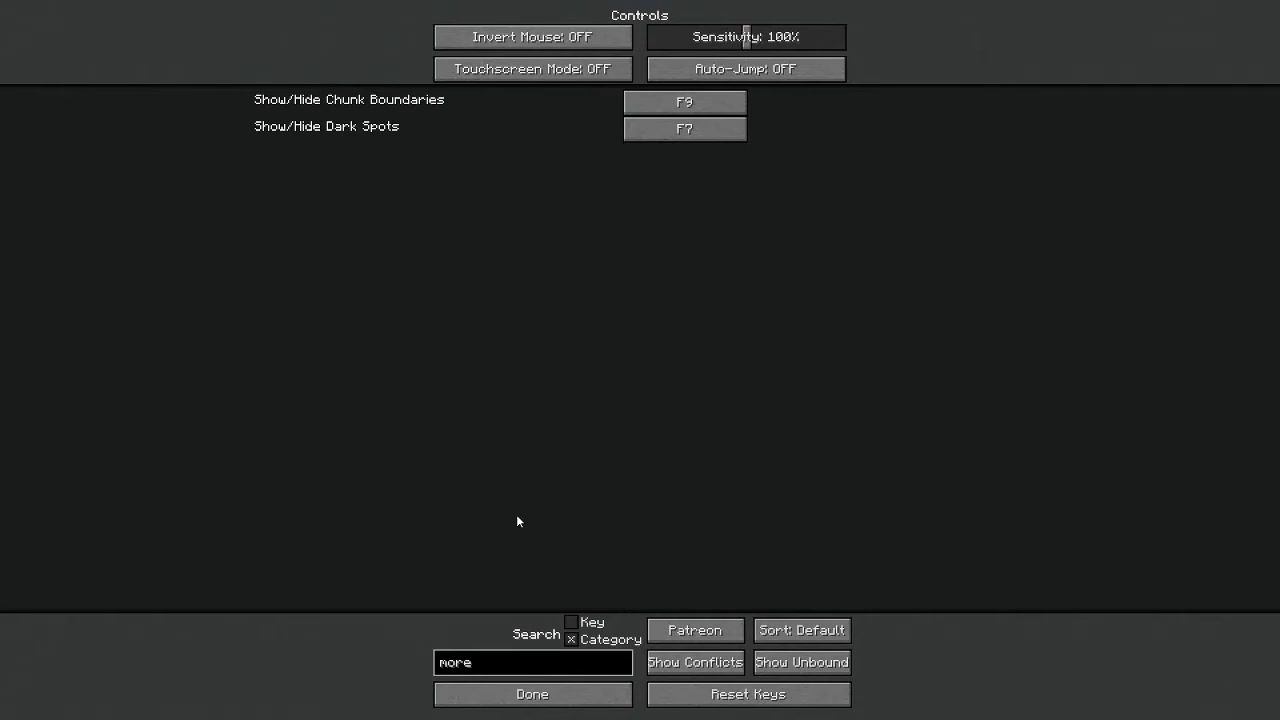 Controls
Invert Mouse: OFF
Sensitivity: 100%
Touchscreen Mode: OFF
Auto-Jump: OFF
Show/Hide Chunk Boundaries
F9
Show/Hide Dark Spots
F7
Search
Key
x Category
Patreon
Sort: Default
more
Show Conflicts
Show Unbound
Done
Reset Keys